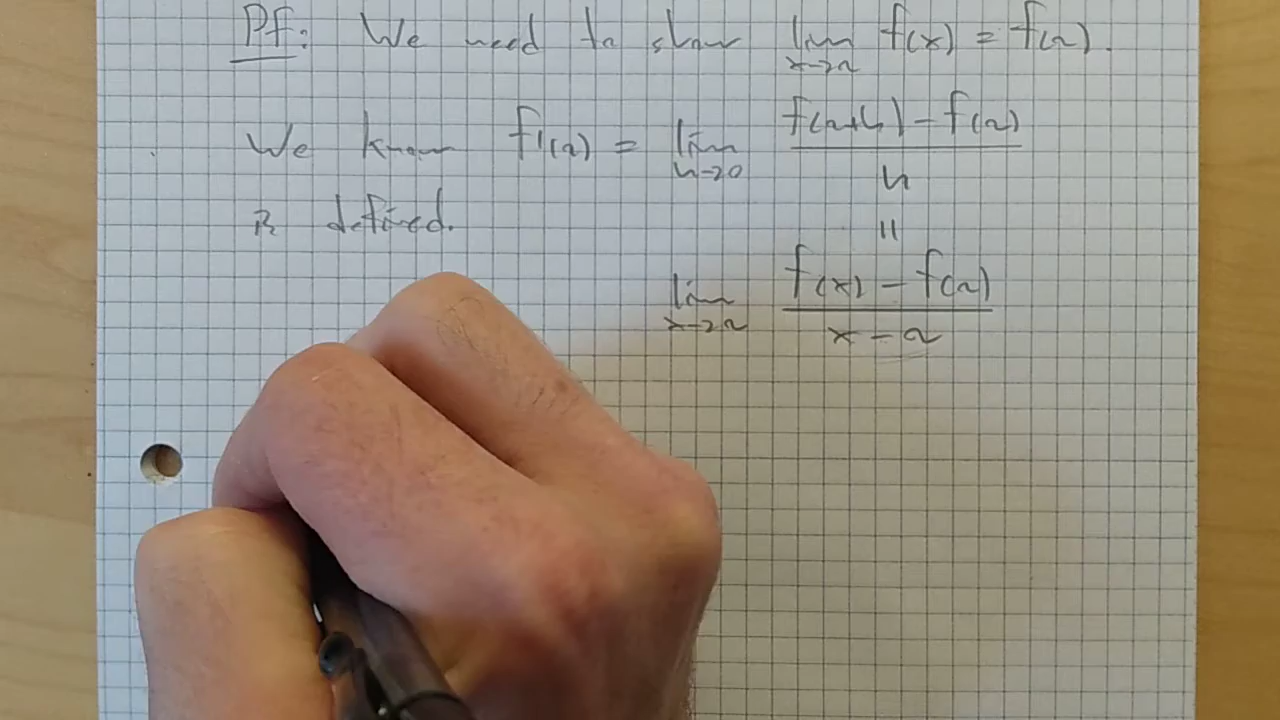 Pf: We need to show lim x→a f(x) = f(a).
We know f'(a) = lim h→0 f(a+h) - f(a) / h
is defined. =
lim x→a f(x) - f(a) / x - a